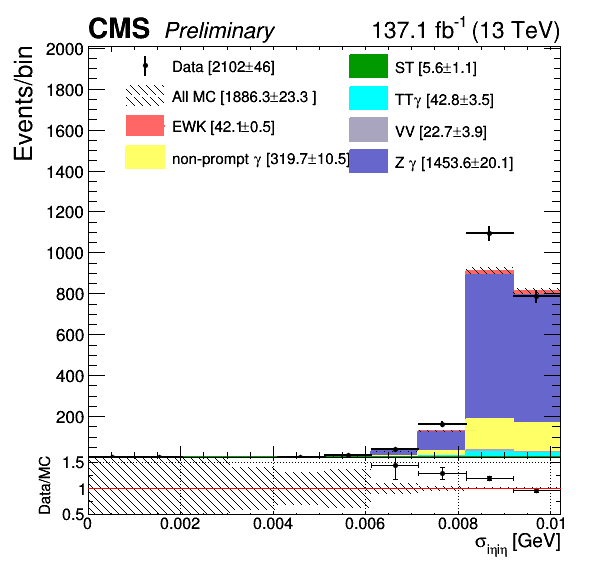 CMS Preliminary 137.1 fb⁻¹ (13 TeV)
Events/bin
2000
1800
1600
1400
1200
1000
800
600
400
200
Data [2102±46]
All MC [1886.3±23.3 ]
EWK [42.1±0.5]
non-prompt γ [319.7±10.5]
ST [5.6±1.1]
TTγ [42.8±3.5]
VV [22.7±3.9]
Z γ [1453.6±20.1]
Data/MC
1.5
1
0.5
0 0.002 0.004 0.006 0.008 0.01
σiηiη [GeV]